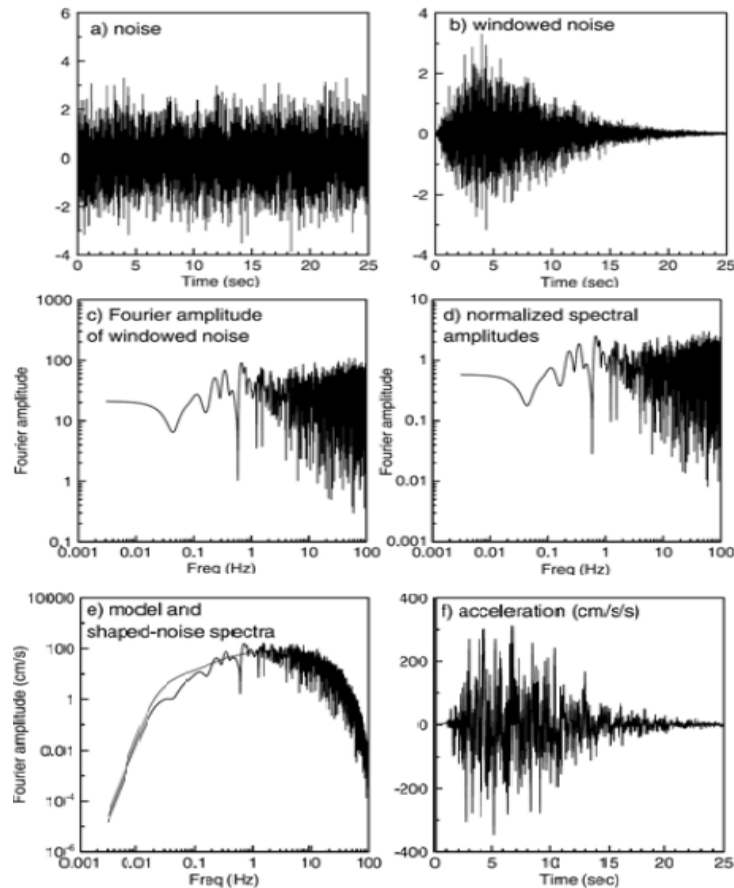 a) noise
6
4
2
0
-2
-4
0 5 10 15 20 25
Time (sec)
b) windowed noise
4
2
0
-2
-4
0 5 10 15 20 25
Time (sec)
c) Fourier amplitude
of windowed noise
Fourier amplitude
1000
100
10
1
0.1
0.001 0.01 0.1 1 10 100
Freq (Hz)
d) normalized spectral
amplitudes
Fourier amplitude
10
1
0.1
0.01
0.001
0.001 0.01 0.1 1 10 100
Freq (Hz)
e) model and
shaped-noise spectra
Fourier amplitude (cm/s)
10000
100
1
0.01
10-4
10-6
0.001 0.01 0.1 1 10 100
Freq (Hz)
f) acceleration (cm/s/s)
400
200
0
-200
-400
0 5 10 15 20 25
Time (sec)